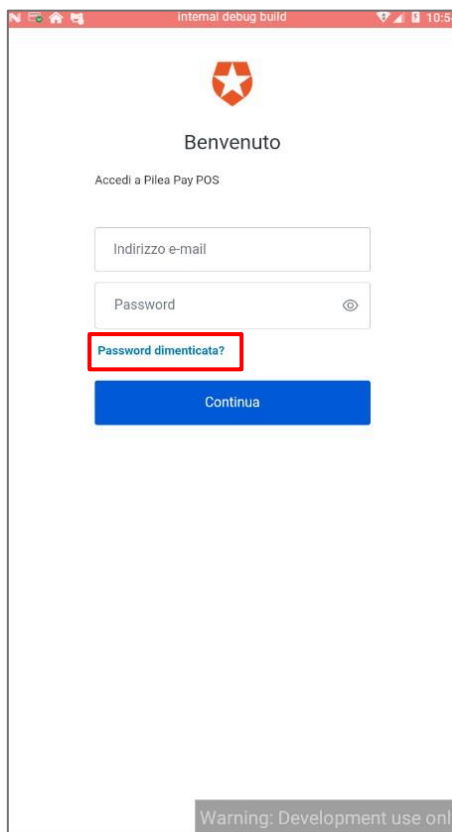 internal debug build 10:5
Benvenuto
Accedi a Pilea Pay POS
Indirizzo e-mail
Password
Password dimenticata?
Continua
Warning: Development use onl